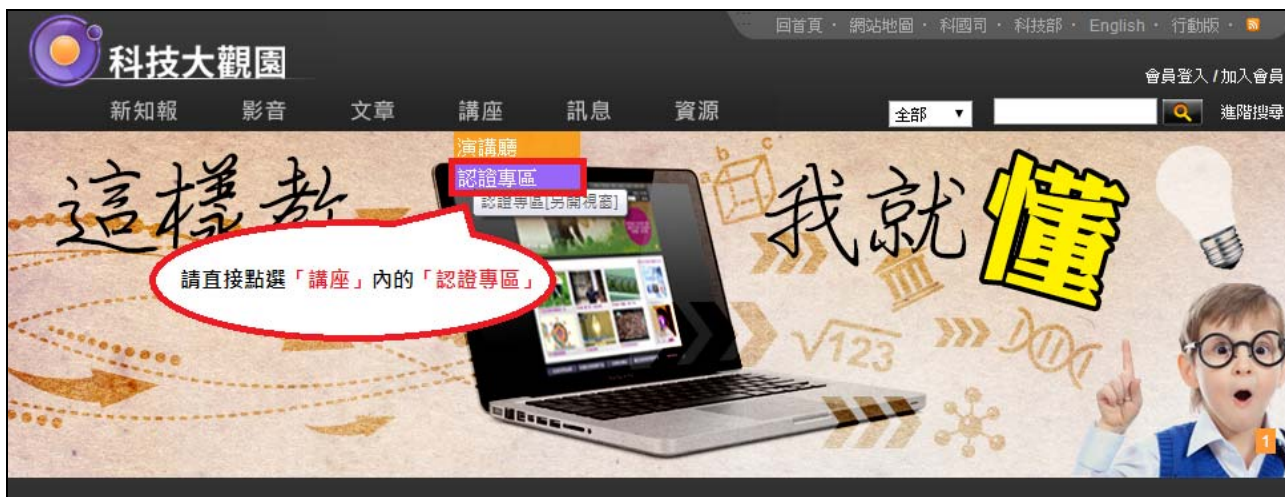 回首頁 · 網站地圖 · 科國司 · 科技部 · English · 行動版 ·
科技大觀園
會員登入 / 加入會員
新知報 影音 文章 講座 訊息 資源 全部 進階搜尋
演講廳
認證專區
認證專區[另開視窗]
這樣教 我就懂
請直接點選「講座」內的「認證專區」
√123
1